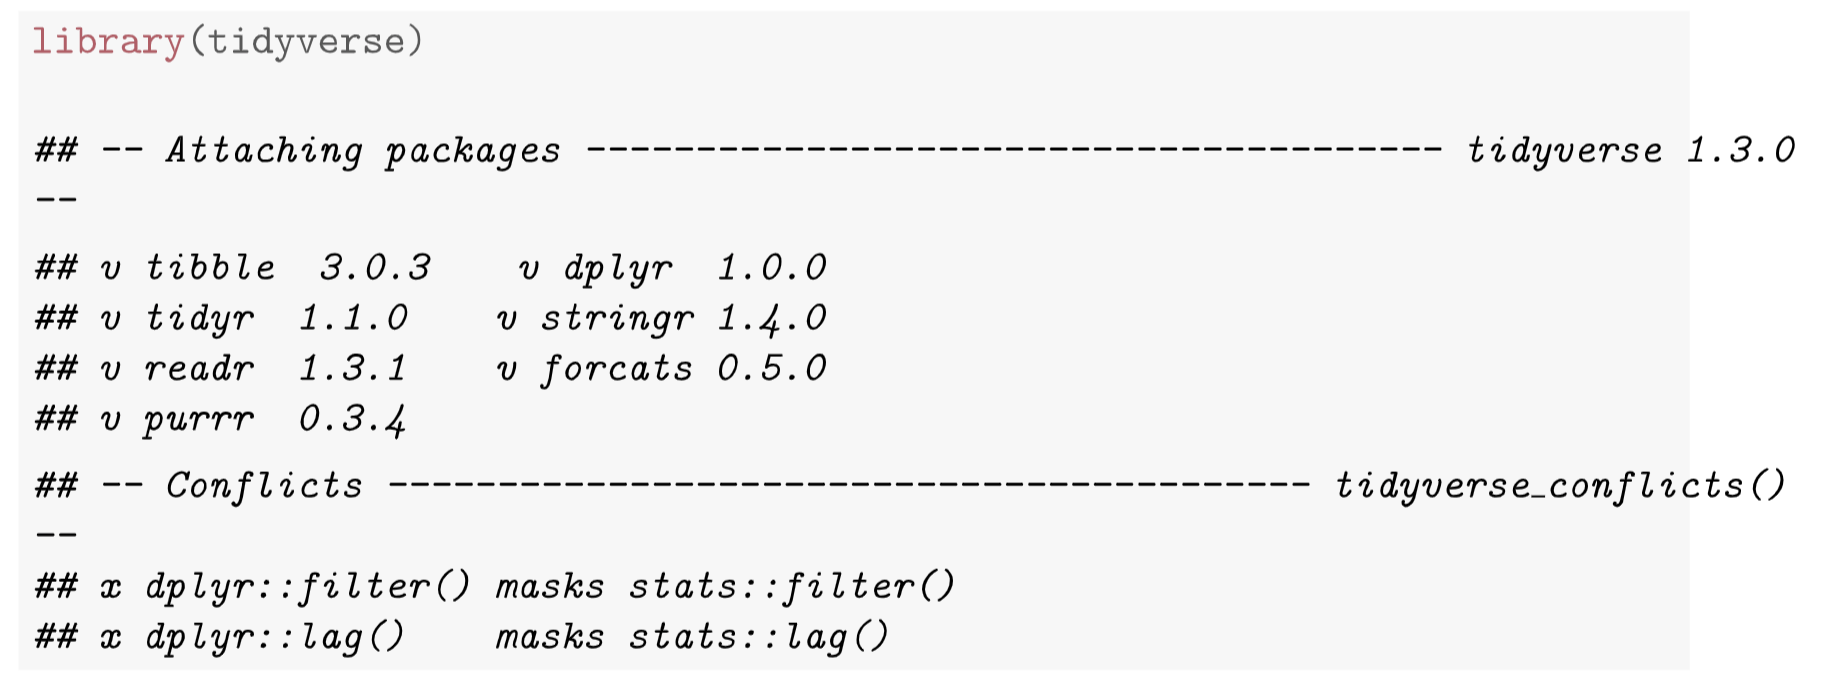 library(tidyverse)
## -- Attaching packages --------------------------------------- tidyverse 1.3.0
--
## v tibble  3.0.3    v dplyr  1.0.0
## v tidyr  1.1.0    v stringr 1.4.0
## v readr  1.3.1    v forcats 0.5.0
## v purrr  0.3.4
## -- Conflicts ------------------------------------------ tidyverse_conflicts()
--
## x dplyr::filter() masks stats::filter()
## x dplyr::lag()    masks stats::lag()